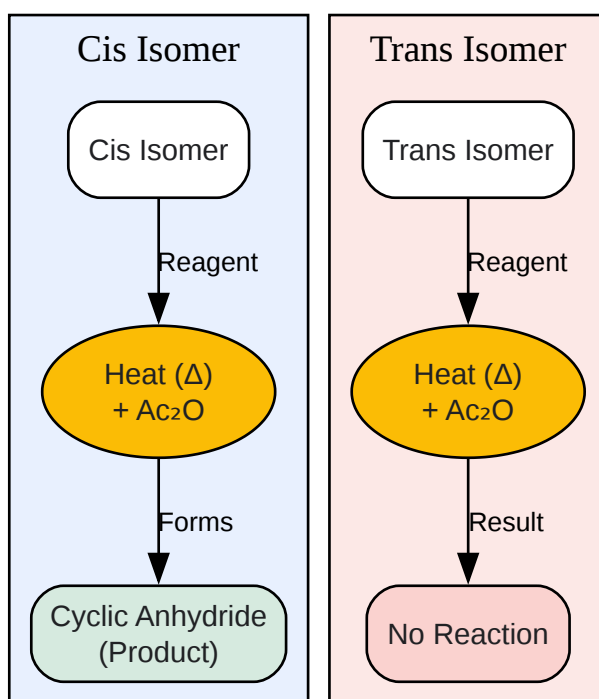 Cis Isomer
Cis Isomer
Reagent
Heat (Δ)
+ Ac₂O
Forms
Cyclic Anhydride
(Product)
Trans Isomer
Trans Isomer
Reagent
Heat (Δ)
+ Ac₂O
Result
No Reaction